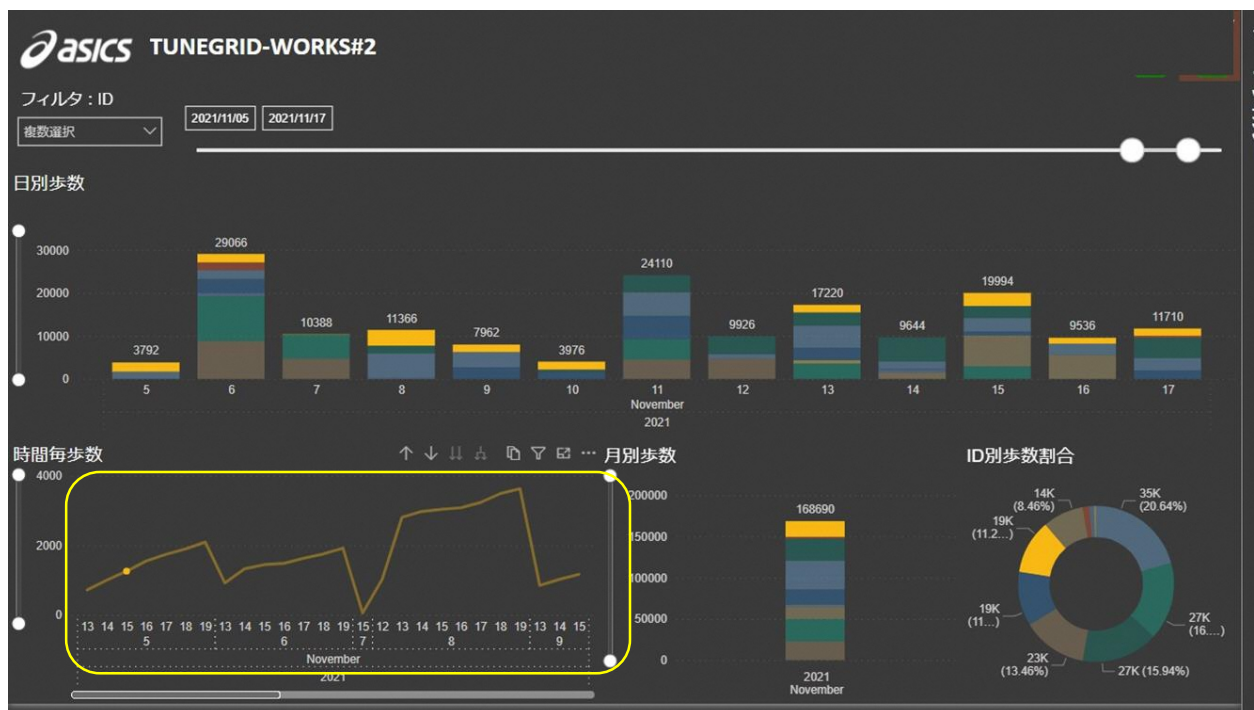 asics TUNEGRID-WORKS#2
フィルタ : ID
複数選択
2021/11/05 2021/11/17
日別歩数
30000
20000
10000
0
3792 29066 10388 11366 7962 3976 24110 9926 17220 9644 19994 9536 11710
5 6 7 8 9 10 11 12 13 14 15 16 17
November
2021
時間毎歩数
4000
2000
0
13 14 15 16 17 18 19 13 14 15 16 17 18 19 15 12 13 14 15 16 17 18 19 13 14 15
5 6 7 8 9
November
2021
月別歩数
200000
150000
100000
50000
0
168690
2021
November
ID別歩数割合
35K
(20.64%)
27K
(16....)
27K (15.94%)
23K
(13.46%)
19K
(11...)
19K
(11.2...)
14K
(8.46%)